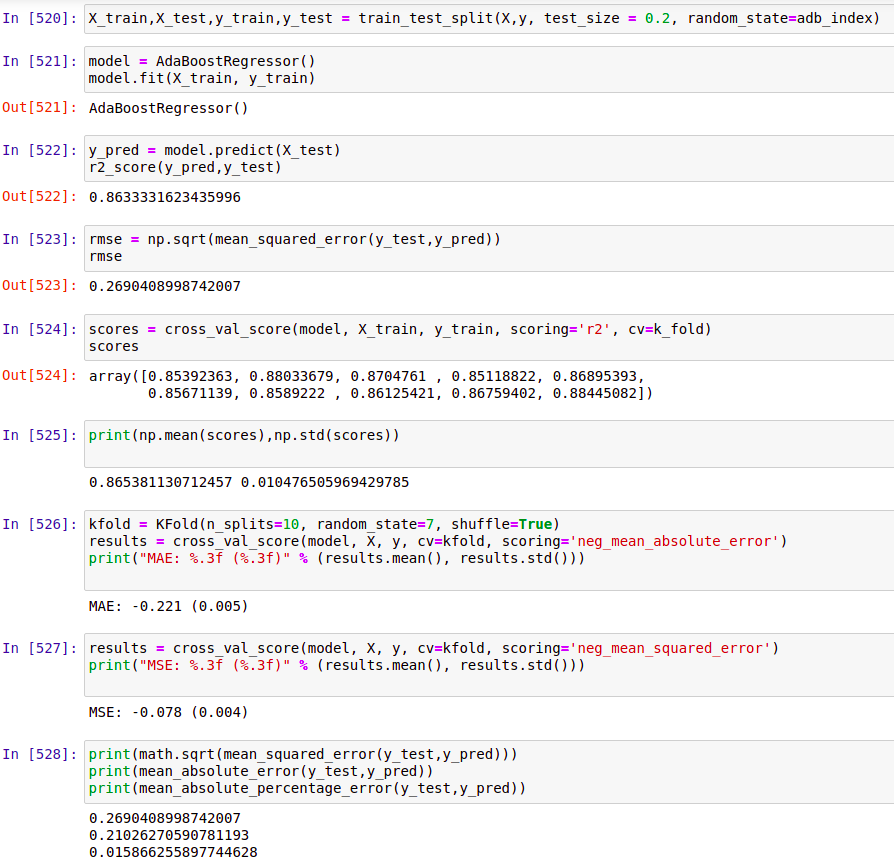 In [520]: X_train,X_test,y_train,y_test = train_test_split(X,y, test_size = 0.2, random_state=adb_index)
In [521]: model = AdaBoostRegressor()
model.fit(X_train, y_train)
Out[521]: AdaBoostRegressor()
In [522]: y_pred = model.predict(X_test)
r2_score(y_pred,y_test)
Out[522]: 0.8633331623435996
In [523]: rmse = np.sqrt(mean_squared_error(y_test,y_pred))
rmse
Out[523]: 0.2690408998742007
In [524]: scores = cross_val_score(model, X_train, y_train, scoring='r2', cv=k_fold)
scores
Out[524]: array([0.85392363, 0.88033679, 0.8704761 , 0.85118822, 0.86895393,
0.85671139, 0.8589222 , 0.86125421, 0.86759402, 0.88445082])
In [525]: print(np.mean(scores),np.std(scores))
0.865381130712457 0.010476505969429785
In [526]: kfold = KFold(n_splits=10, random_state=7, shuffle=True)
results = cross_val_score(model, X, y, cv=kfold, scoring='neg_mean_absolute_error')
print("MAE: %.3f (%.3f)" % (results.mean(), results.std()))
MAE: -0.221 (0.005)
In [527]: results = cross_val_score(model, X, y, cv=kfold, scoring='neg_mean_squared_error')
print("MSE: %.3f (%.3f)" % (results.mean(), results.std()))
MSE: -0.078 (0.004)
In [528]: print(math.sqrt(mean_squared_error(y_test,y_pred)))
print(mean_absolute_error(y_test,y_pred))
print(mean_absolute_percentage_error(y_test,y_pred))
0.2690408998742007
0.21026270590781193
0.015866255897744628